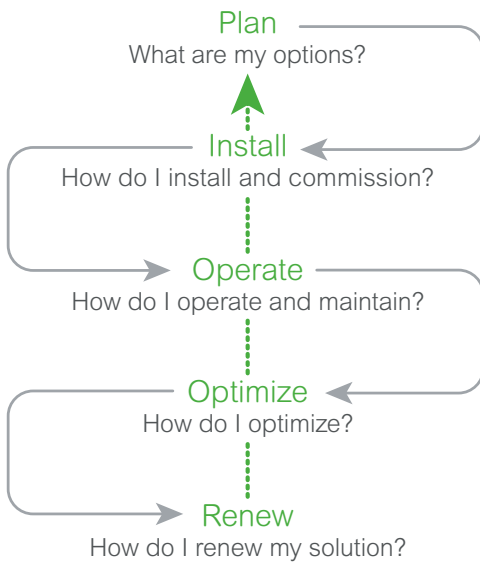 Plan
What are my options?
Install
How do I install and commission?
Operate
How do I operate and maintain?
Optimize
How do I optimize?
Renew
How do I renew my solution?